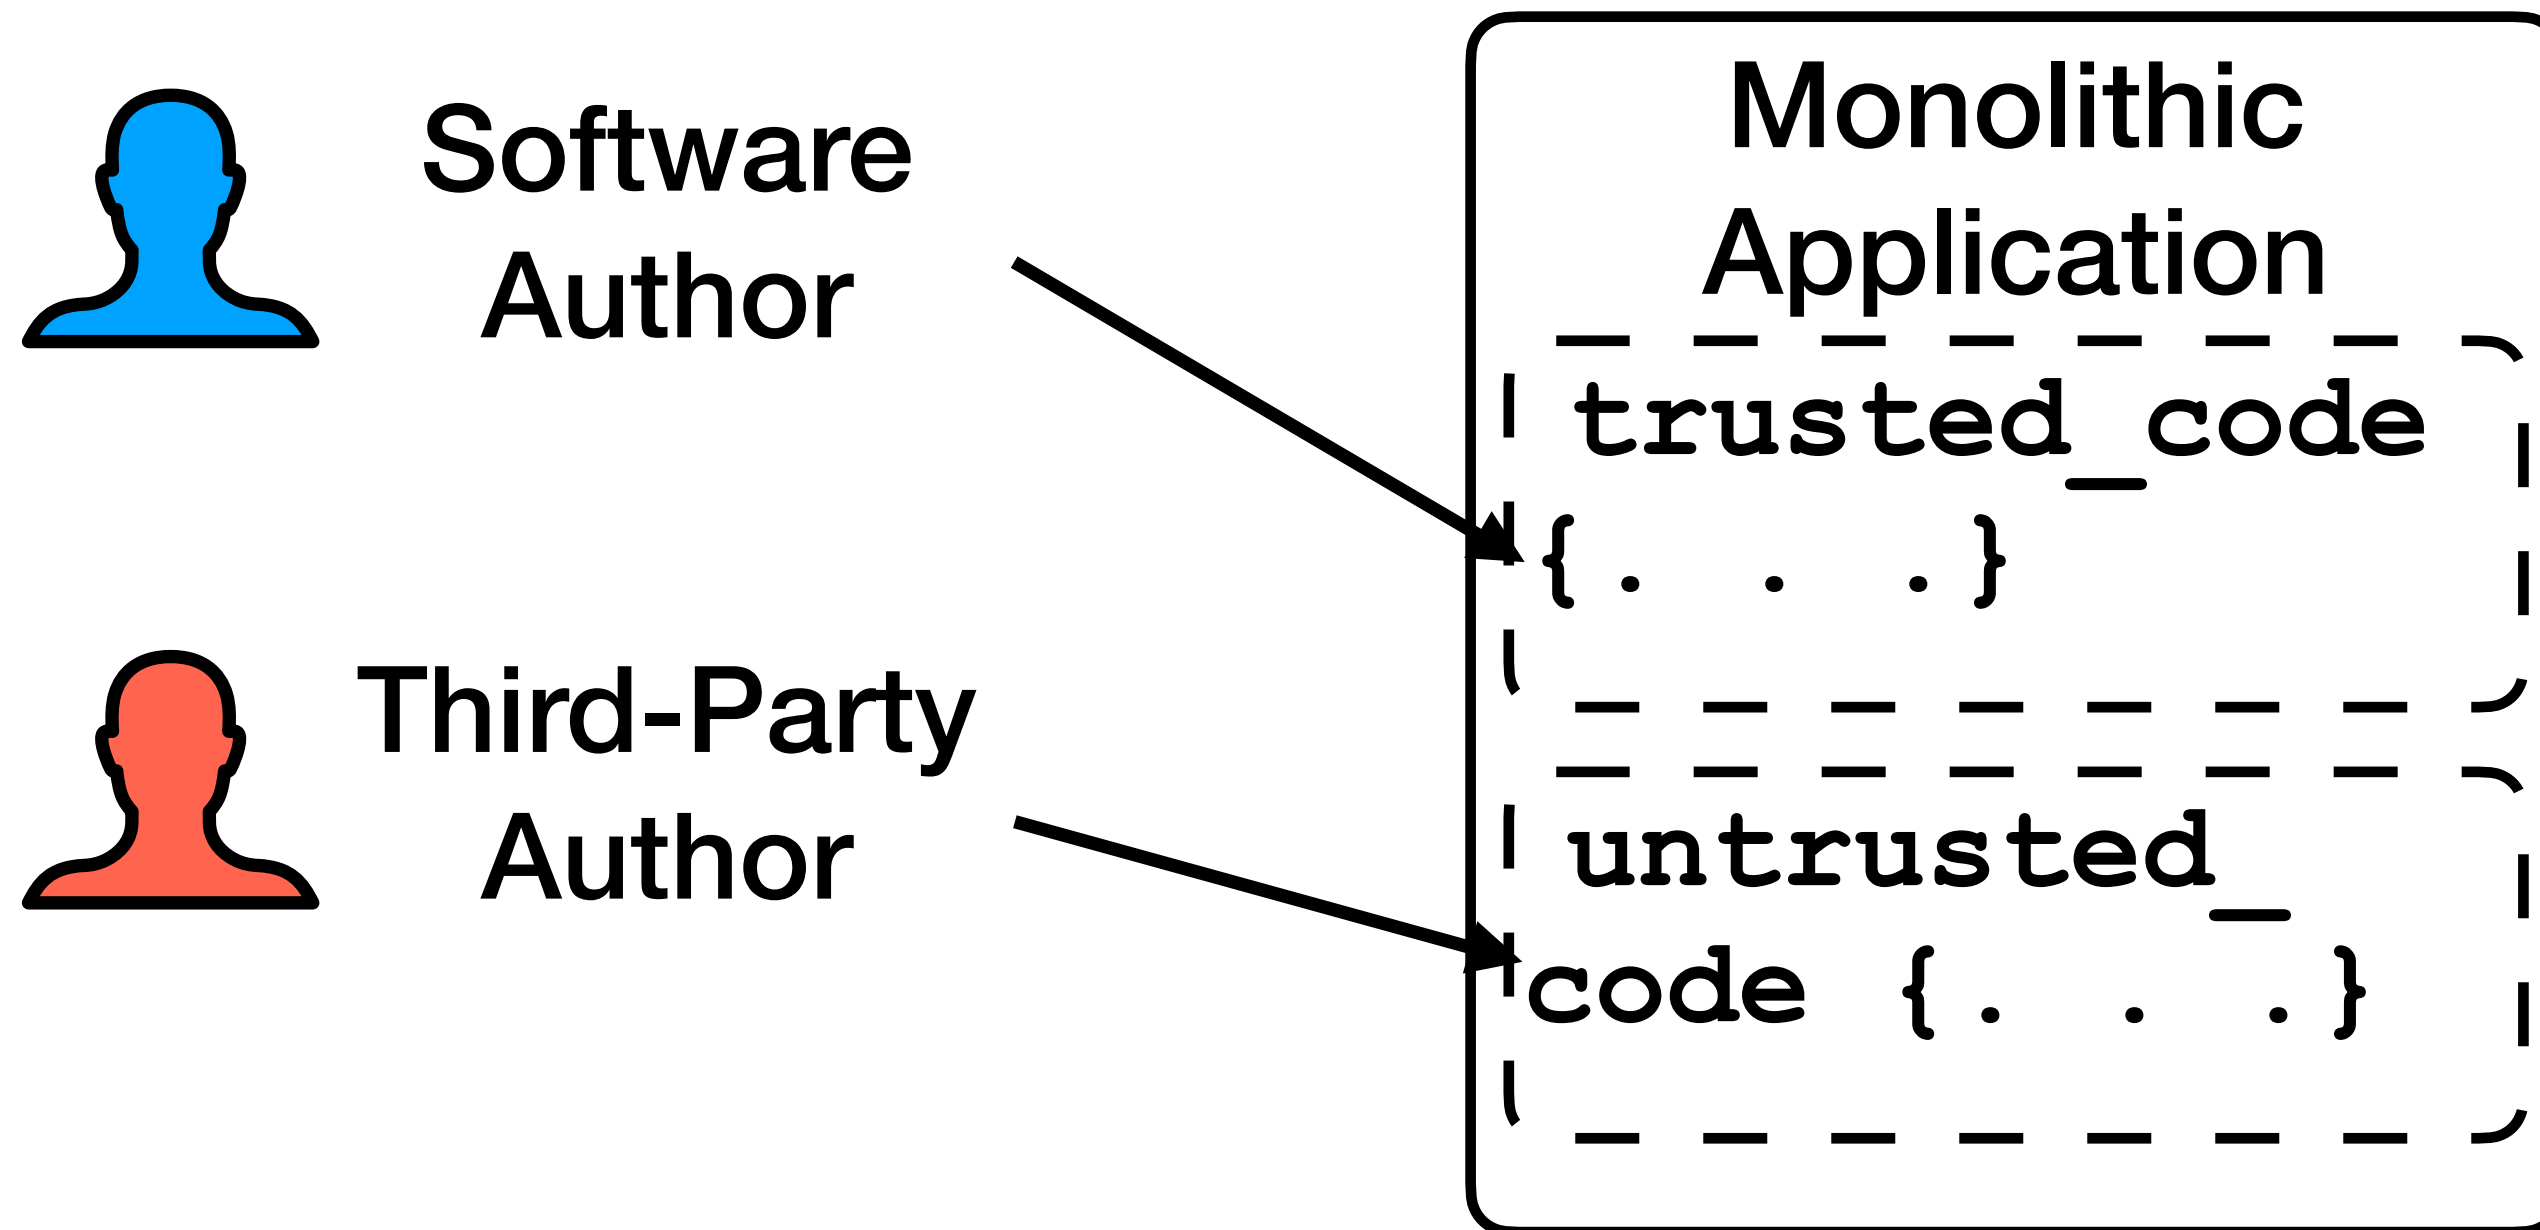 Software
Author
Third-Party
Author
Monolithic
Application
trusted_code
{. . .}
untrusted_
code {. . .}